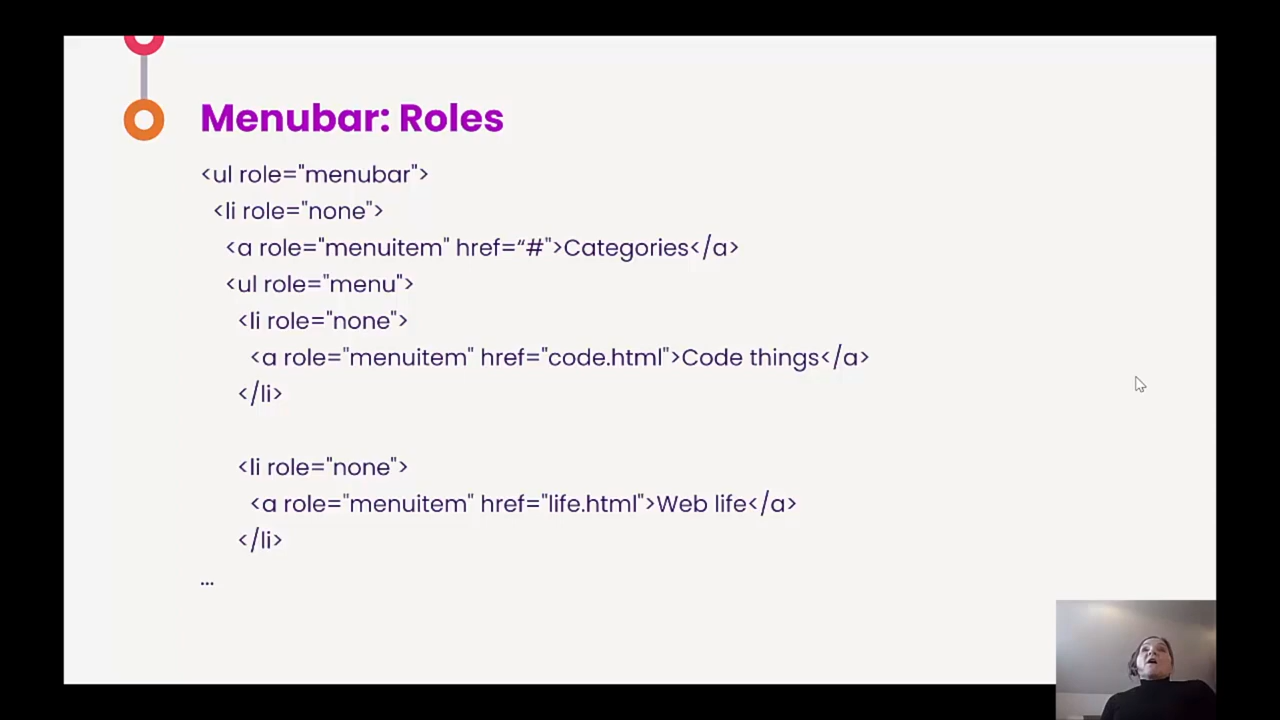 Menubar: Roles
<ul role="menubar">
<li role="none">
<a role="menuitem" href=“#">Categories</a>
<ul role="menu">
<li role="none">
<a role="menuitem" href="code.html">Code things</a>
</li>
<li role="none">
<a role="menuitem" href="life.html">Web life</a>
</li>
...